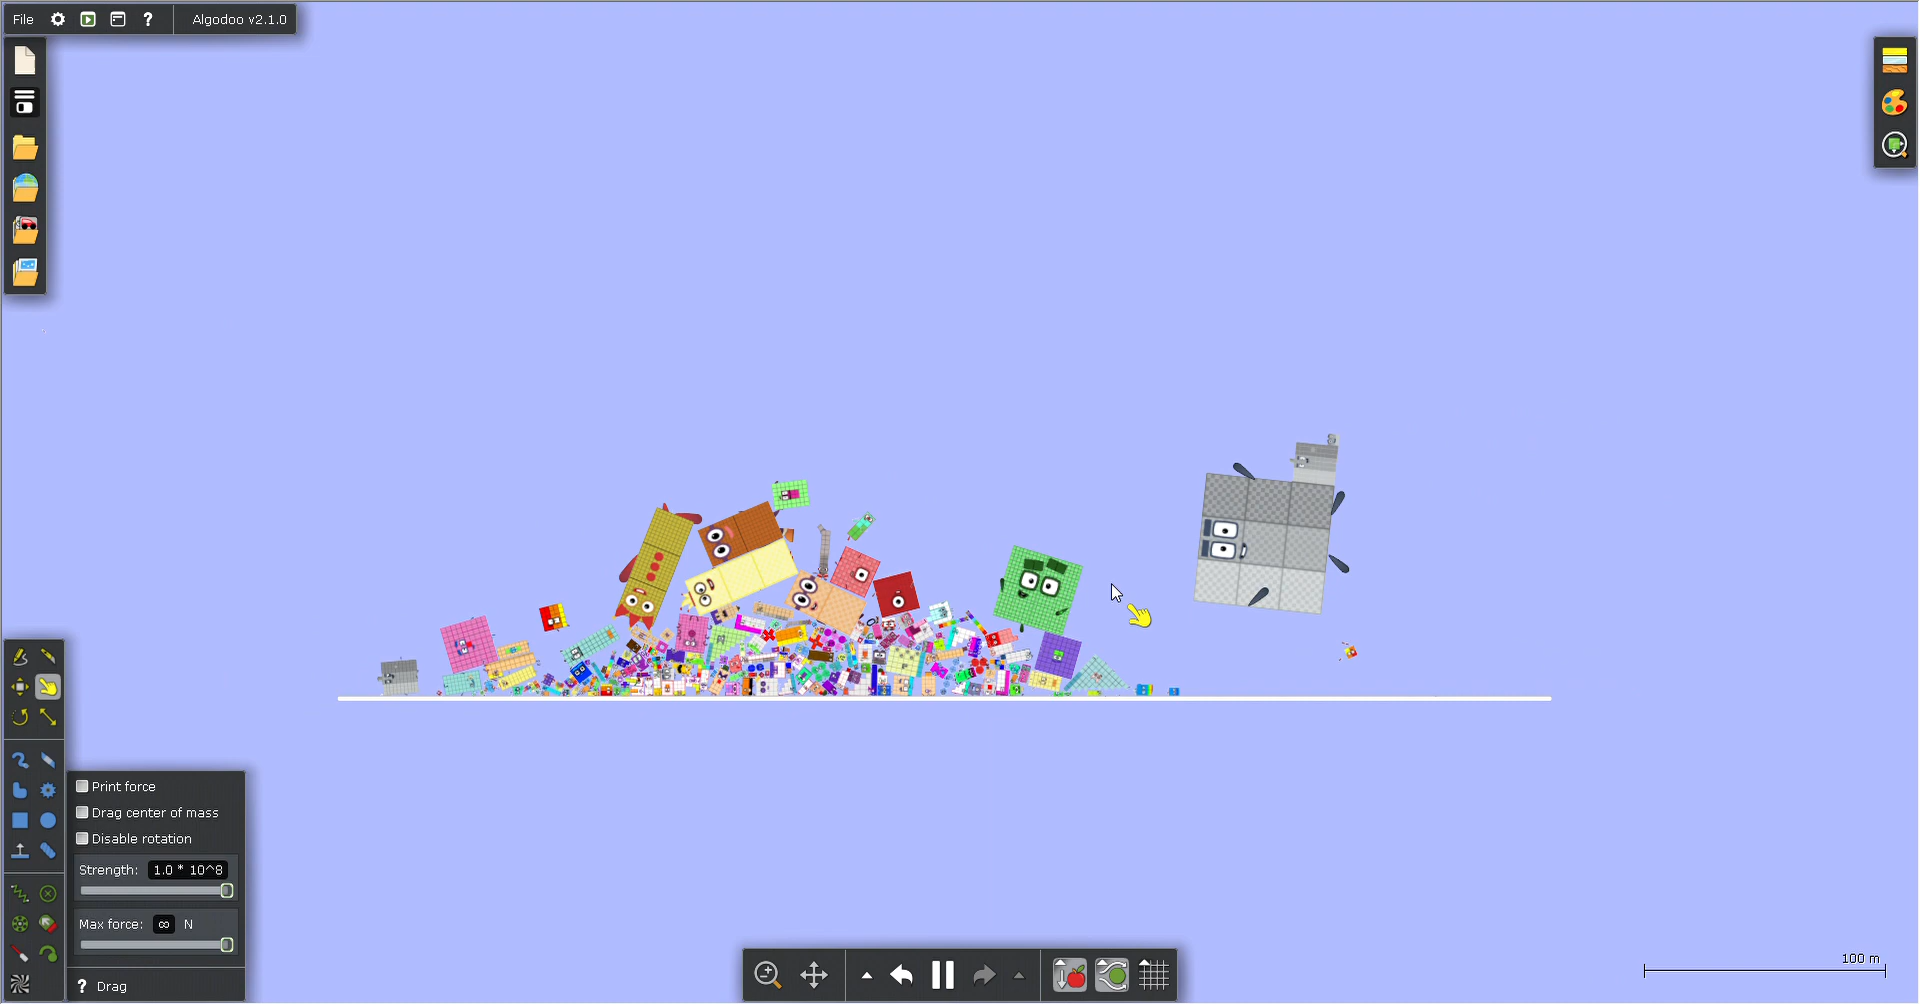 File ? Algodoo v2.1.0
Print force
Drag center of mass
Disable rotation
Strength: 1.0 * 10^8
Max force: ∞ N
? Drag
100 m